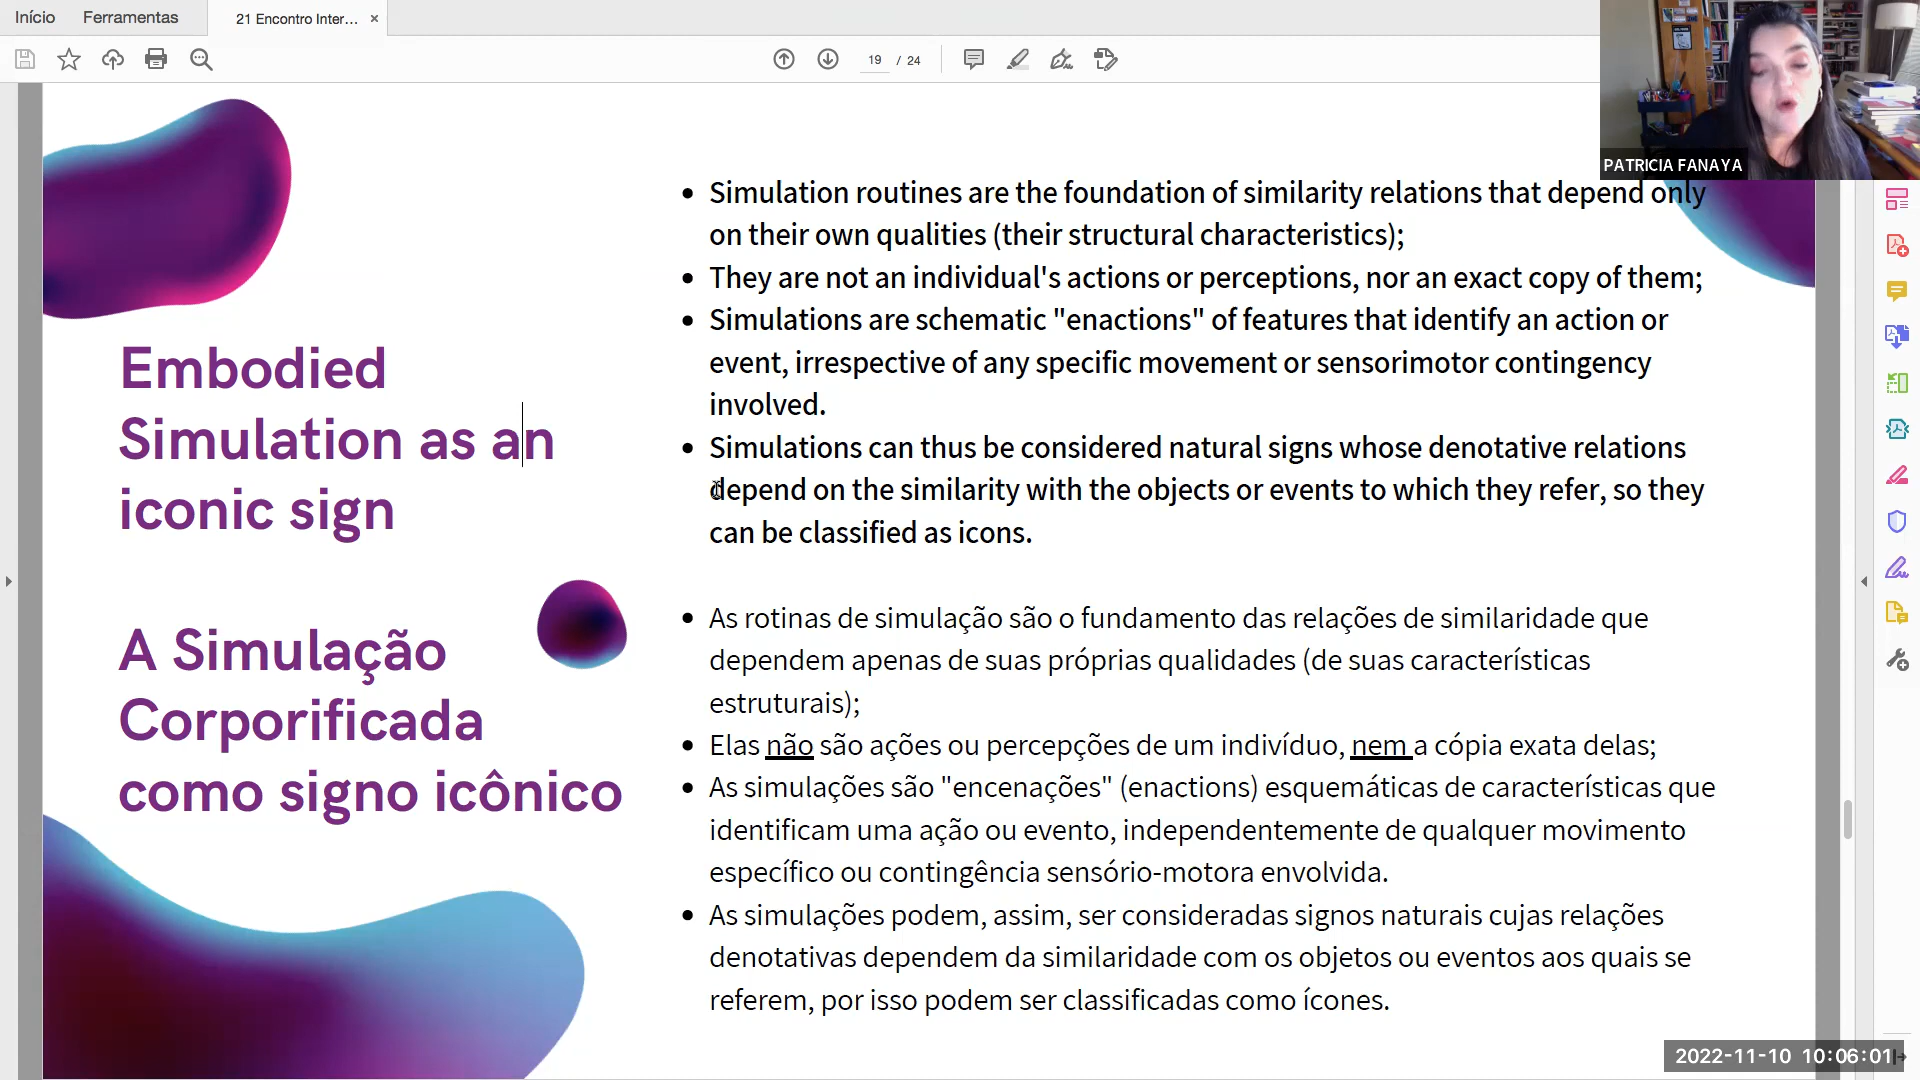 Início
Ferramentas
21 Encontro Inter...
19 / 24
PATRICIA FANAYA
Embodied
Simulation as an
iconic sign
A Simulação
Corporificada
como signo icônico
Simulation routines are the foundation of similarity relations that depend only
on their own qualities (their structural characteristics);
They are not an individual's actions or perceptions, nor an exact copy of them;
Simulations are schematic "enactions" of features that identify an action or
event, irrespective of any specific movement or sensorimotor contingency
involved.
Simulations can thus be considered natural signs whose denotative relations
depend on the similarity with the objects or events to which they refer, so they
can be classified as icons.
As rotinas de simulação são o fundamento das relações de similaridade que
dependem apenas de suas próprias qualidades (de suas características
estruturais);
Elas não são ações ou percepções de um indivíduo, nem a cópia exata delas;
As simulações são "encenações" (enactions) esquemáticas de características que
identificam uma ação ou evento, independentemente de qualquer movimento
específico ou contingência sensório-motora envolvida.
As simulações podem, assim, ser consideradas signos naturais cujas relações
denotativas dependem da similaridade com os objetos ou eventos aos quais se
referem, por isso podem ser classificadas como ícones.
2022-11-10 10:06:01